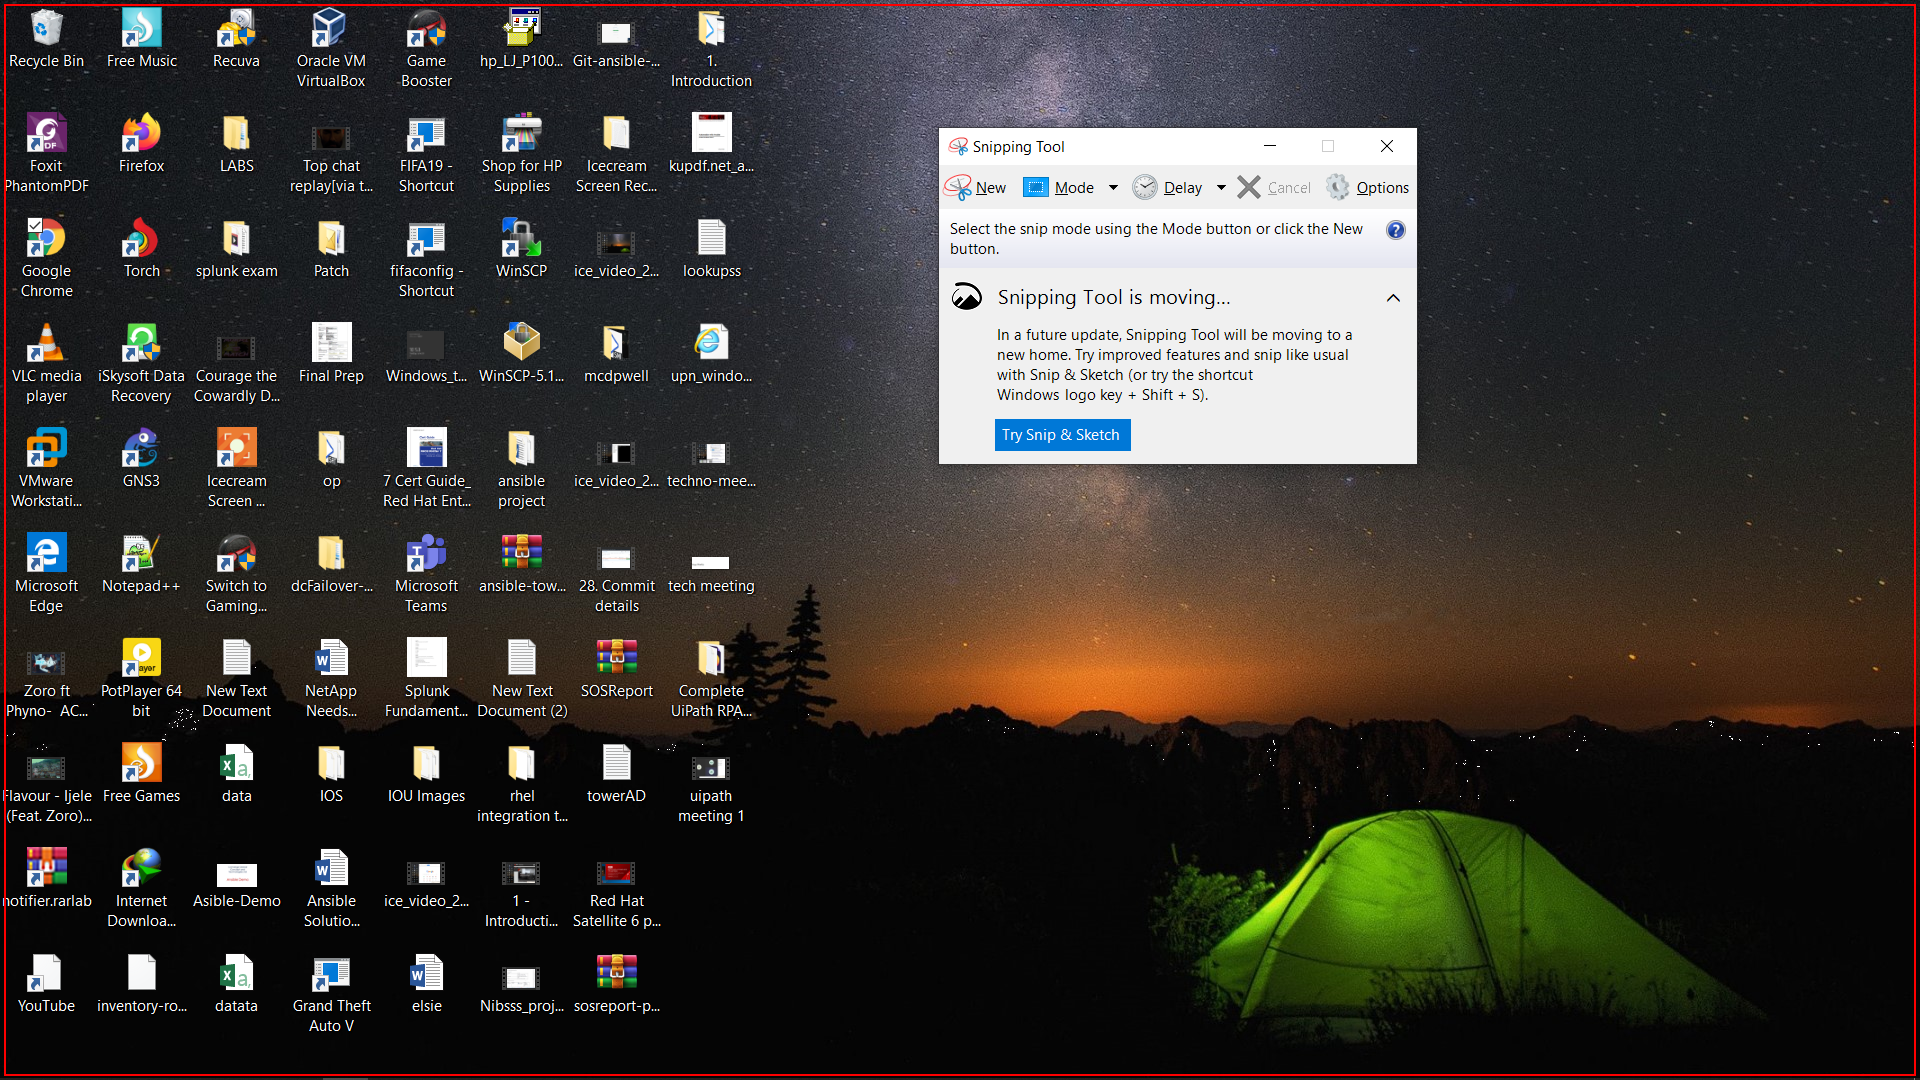 Recycle Bin
Free Music
Recuva
Oracle VM
VirtualBox
Game
Booster
hp_LJ_P100...
Git-ansible-...
1.
Introduction
Foxit
PhantomPDF
Firefox
LABS
Top chat
replay[via t...
FIFA19 -
Shortcut
Shop for HP
Supplies
Icecream
Screen Rec...
kupdf.net_a...
Google
Chrome
Torch
splunk exam
Patch
fifaconfig -
Shortcut
WinSCP
ice_video_2...
lookupss
VLC media
player
iSkysoft Data
Recovery
Courage the
Cowardly D...
Final Prep
Windows_t...
WinSCP-5.1...
mcdpwell
upn_windo...
VMware
Workstati...
GNS3
Icecream
Screen ...
op
7 Cert Guide_
Red Hat Ent...
ansible
project
ice_video_2...
techno-mee...
Microsoft
Edge
Notepad++
Switch to
Gaming...
dcFailover-...
Microsoft
Teams
ansible-tow...
28. Commit
details
tech meeting
Zoro ft
Phyno-  AC...
PotPlayer 64
bit
New Text
Document
NetApp
Needs...
Splunk
Fundament...
New Text
Document (2)
SOSReport
Complete
UiPath RPA...
Flavour - Ijele
(Feat. Zoro)...
Free Games
data
IOS
IOU Images
rhel
integration t...
towerAD
uipath
meeting 1
notifier.rarlab
Internet
Downloa...
Asible-Demo
Ansible
Solutio...
ice_video_2...
1 -
Introducti...
Red Hat
Satellite 6 p...
YouTube
inventory-ro...
datata
Grand Theft
Auto V
elsie
Nibsss_proj...
sosreport-p...
Snipping Tool
New Mode Delay Cancel Options
Select the snip mode using the Mode button or click the New
button.
Snipping Tool is moving...
In a future update, Snipping Tool will be moving to a
new home. Try improved features and snip like usual
with Snip & Sketch (or try the shortcut
Windows logo key + Shift + S).
Try Snip & Sketch